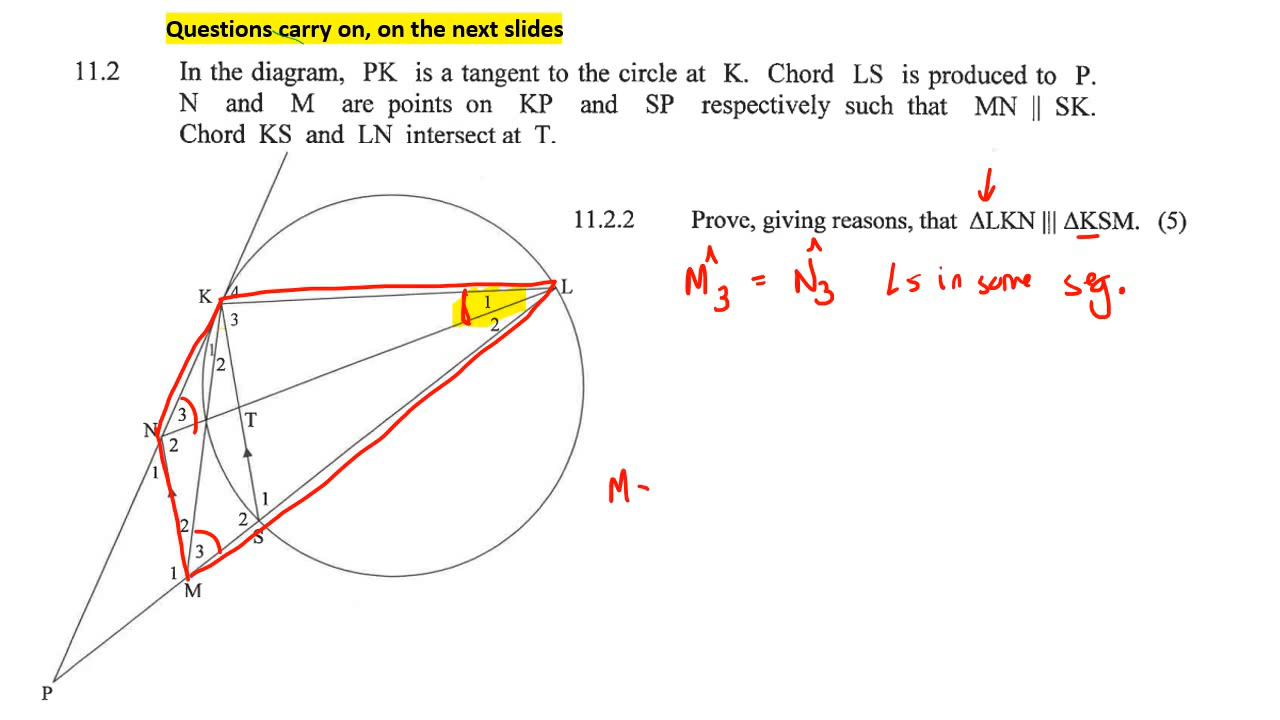 Questions carry on, on the next slides
11.2 In the diagram, PK is a tangent to the circle at K. Chord LS is produced to P.
N and M are points on KP and SP respectively such that MN || SK.
Chord KS and LN intersect at T.
11.2.2 Prove, giving reasons, that ΔLKN ||| ΔKSM. (5)
M̂3 = N̂3 Ls in same seg.
K 4 L
1
3 2
1
2
3 T
N 2
1
M -
1
2 2
S
3
1
M
P